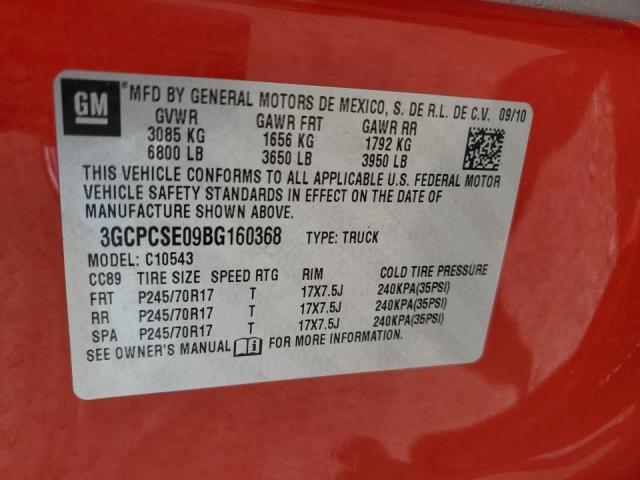 GM
*MFD BY GENERAL MOTORS DE MEXICO, S. DE R.L. DE C.V. 09/10
GVWR GAWR FRT GAWR RR
3085 KG 1656 KG 1792 KG
6800 LB 3650 LB 3950 LB
THIS VEHICLE CONFORMS TO ALL APPLICABLE U.S. FEDERAL MOTOR
VEHICLE SAFETY STANDARDS IN EFFECT ON THE DATE OF
MANUFACTURE SHOWN ABOVE.
3GCPCSE09BG160368 TYPE: TRUCK
MODEL: C10543
CC89 TIRE SIZE SPEED RTG RIM COLD TIRE PRESSURE
FRT P245/70R17 T 17X7.5J 240KPA(35PSI)
RR P245/70R17 T 17X7.5J 240KPA(35PSI)
SPA P245/70R17 T 17X7.5J 240KPA(35PSI)
SEE OWNER'S MANUAL FOR MORE INFORMATION.